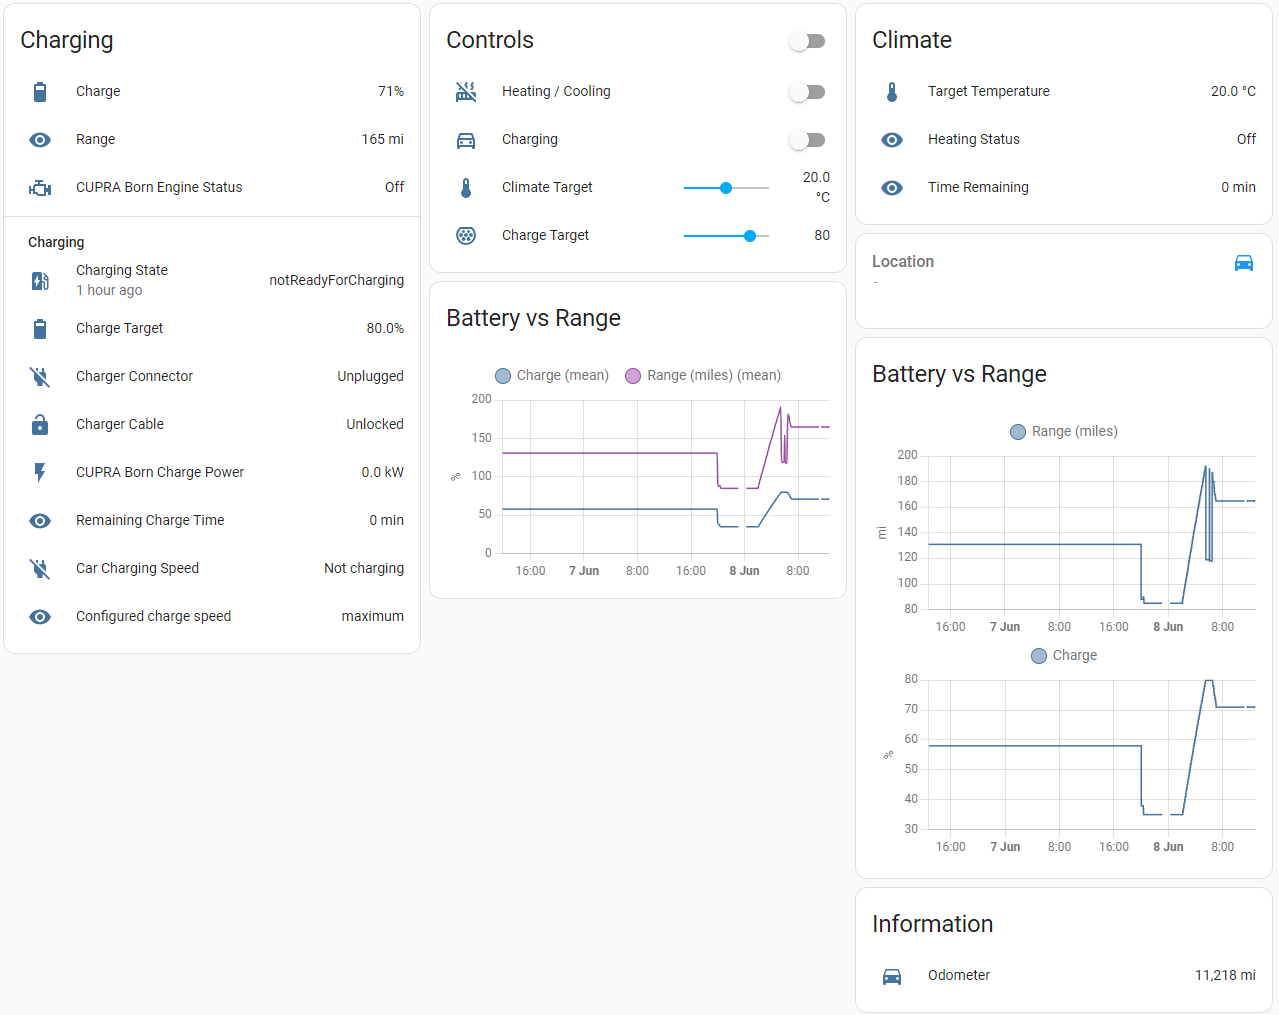 Charging
Charge 71%
Range 165 mi
CUPRA Born Engine Status Off
Charging
Charging State notReadyForCharging
1 hour ago
Charge Target 80.0%
Charger Connector Unplugged
Charger Cable Unlocked
CUPRA Born Charge Power 0.0 kW
Remaining Charge Time 0 min
Car Charging Speed Not charging
Configured charge speed maximum
Controls
Heating / Cooling
Charging
Climate Target 20.0
°C
Charge Target 80
Battery vs Range
Charge (mean) Range (miles) (mean)
200
150
100
50
0
%
16:00 7 Jun 8:00 16:00 8 Jun 8:00
Climate
Target Temperature 20.0 °C
Heating Status Off
Time Remaining 0 min
Location
-
Battery vs Range
Range (miles)
200
180
160
140
120
100
80
mi
16:00 7 Jun 8:00 16:00 8 Jun 8:00
Charge
80
70
60
50
40
30
%
16:00 7 Jun 8:00 16:00 8 Jun 8:00
Information
Odometer 11,218 mi